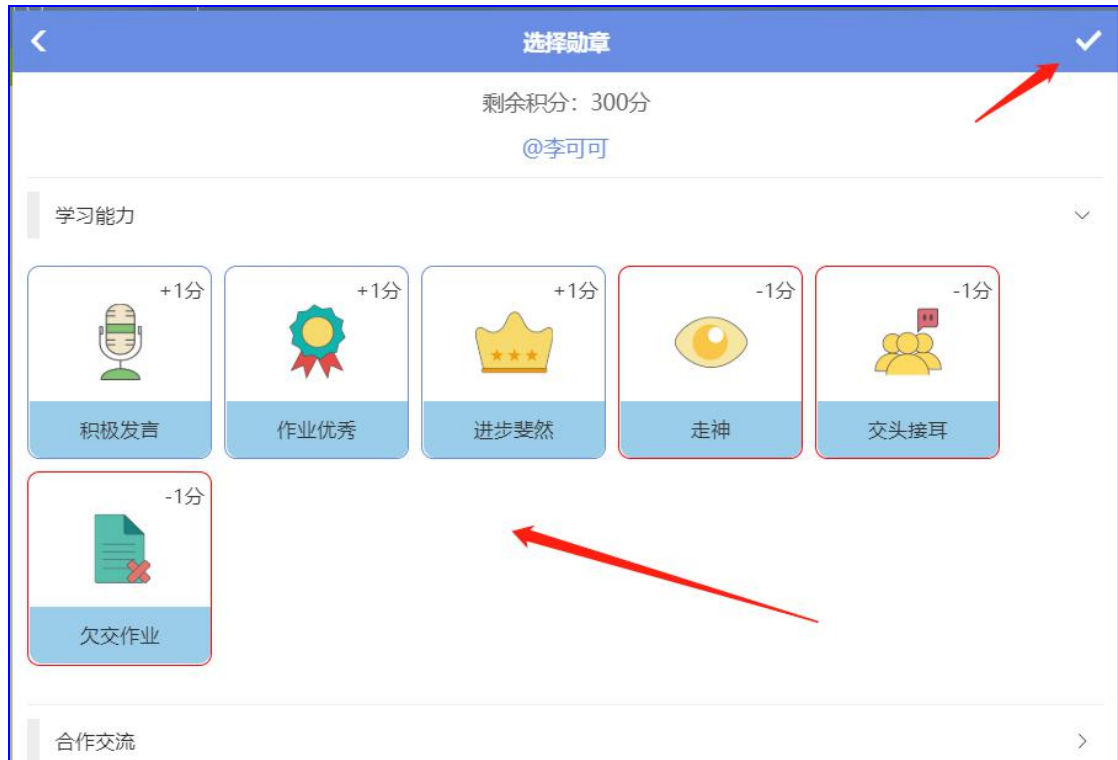 选择勋章
剩余积分：300分
@李可可
学习能力
+1分 +1分 +1分 -1分 -1分
积极发言 作业优秀 进步斐然 走神 交头接耳
-1分
欠交作业
合作交流